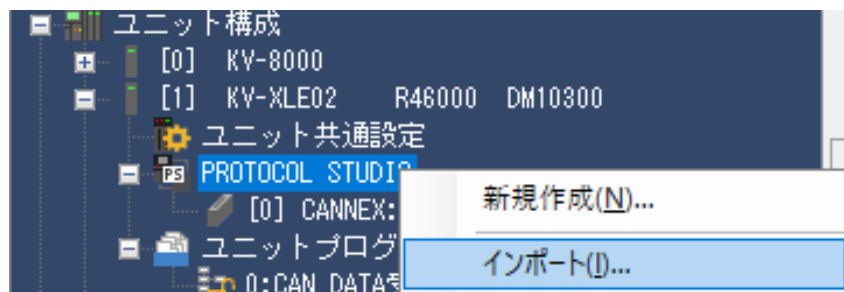 ユニット構成
[0] KV-8000
[1] KV-XLE02 R46000 DM10300
ユニット共通設定
PROTOCOL STUDIO
新規作成(N)...
[0] CANNEX:
ユニットプログ
インポート(I)...
0:CAN DATA